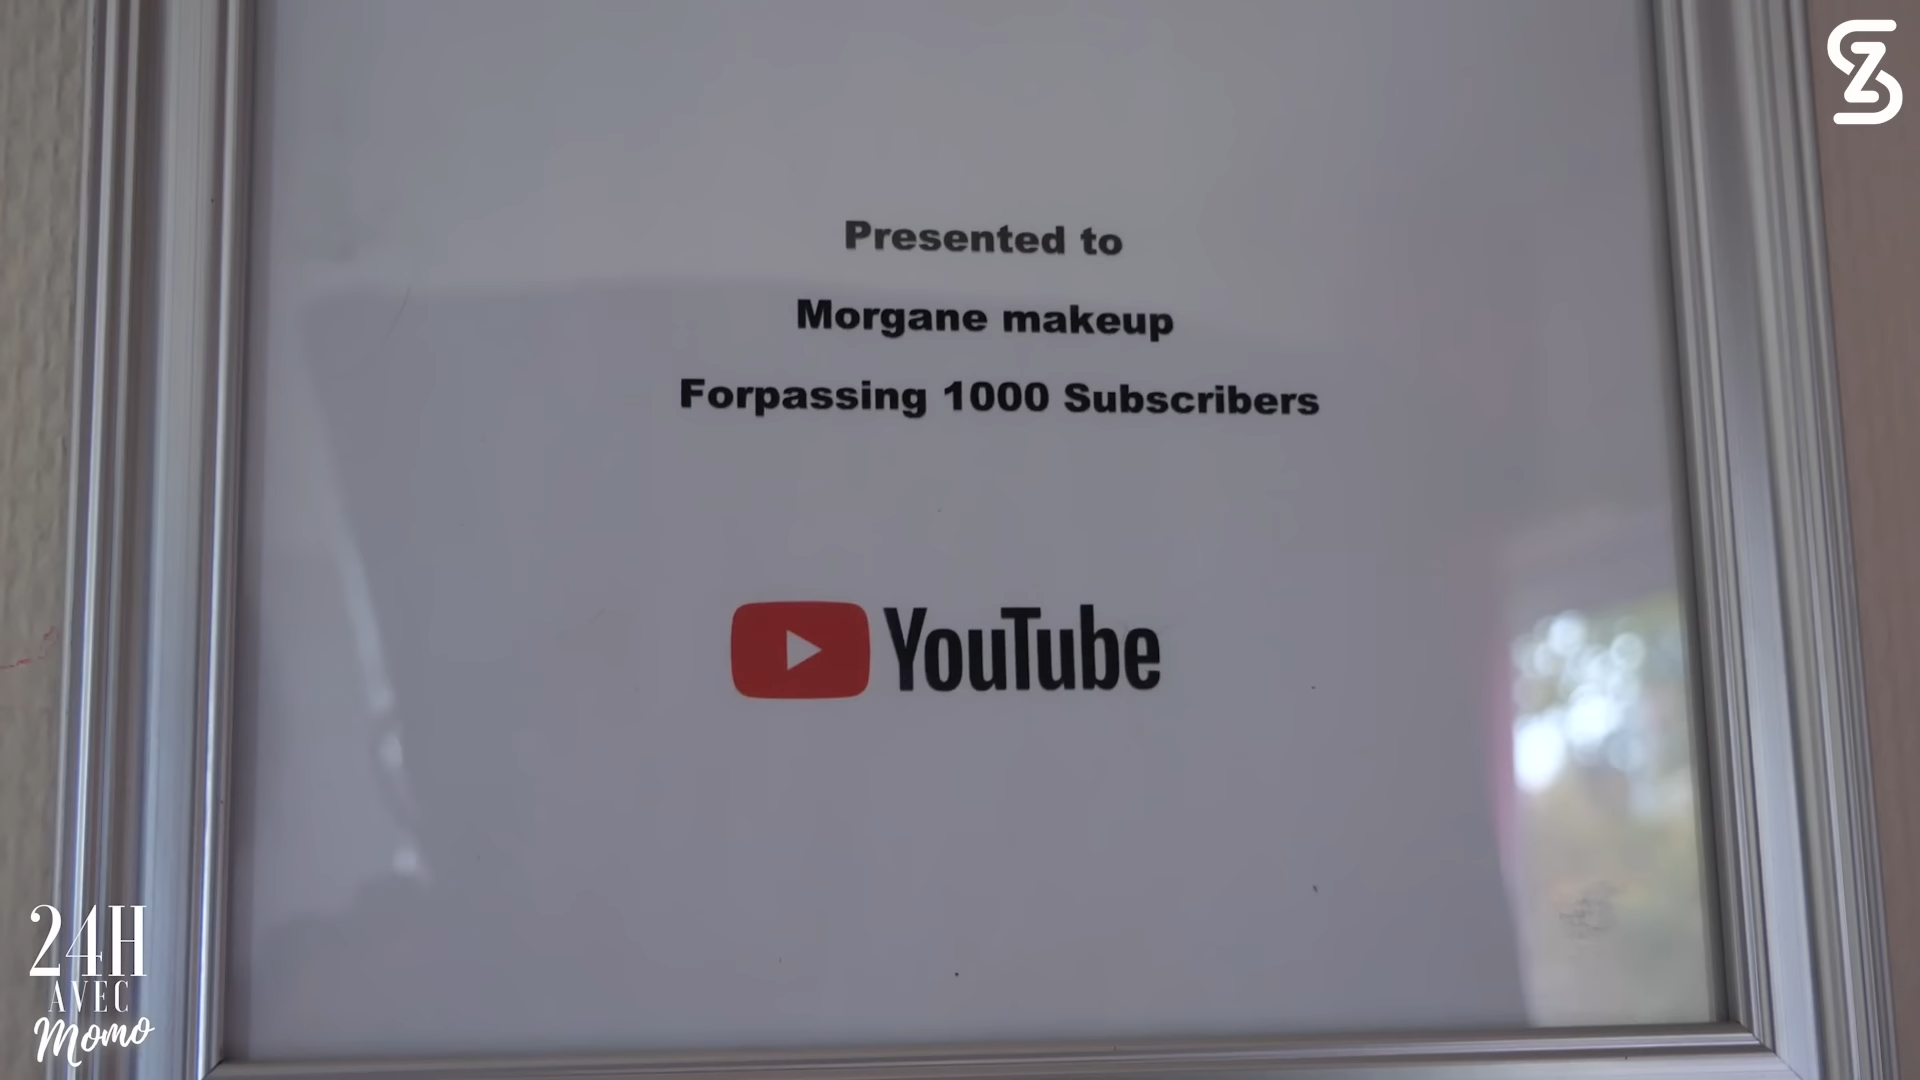 Presented to
Morgane makeup
Forpassing 1000 Subscribers
YouTube
24H
AVEC
Momo